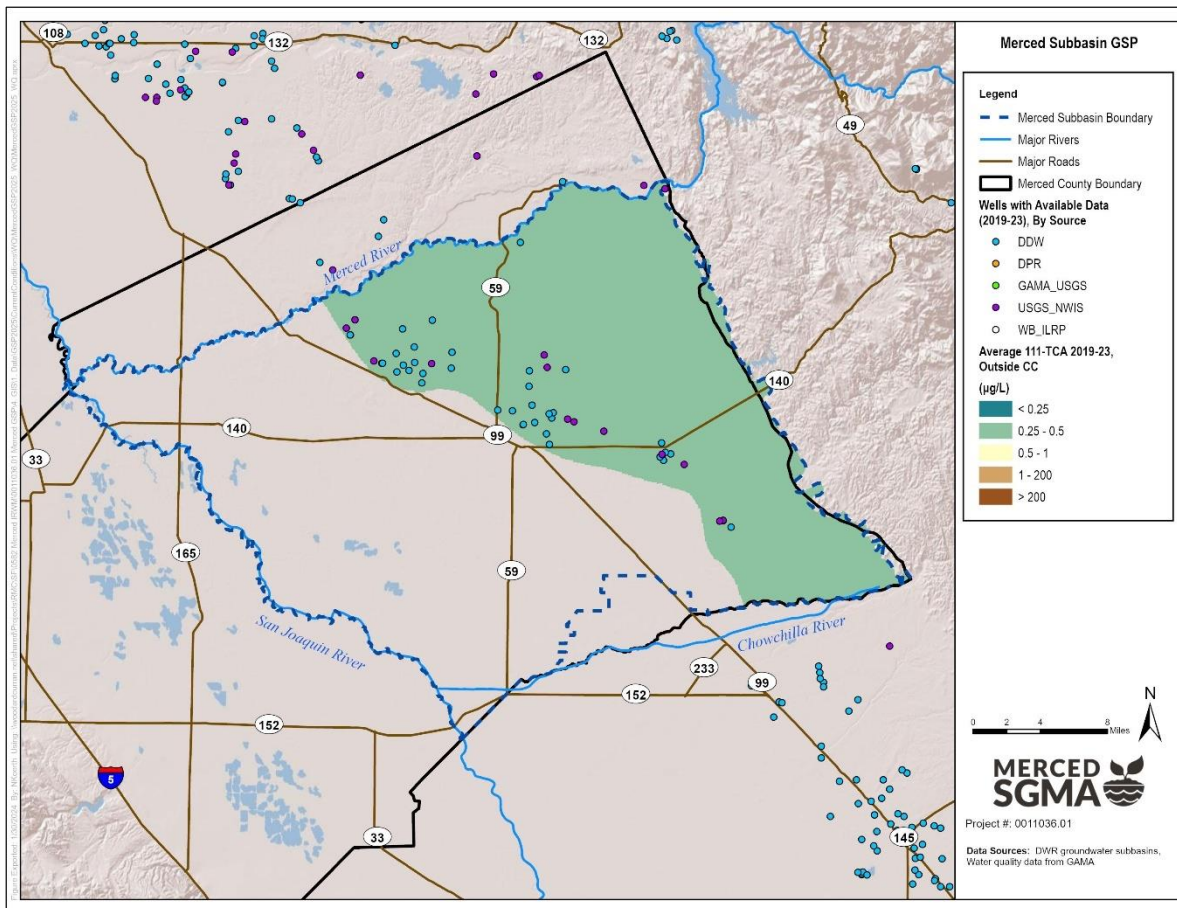 108
132
132
49
Merced River
59
140
140
99
33
165
59
San Joaquin River
Chowchilla River
233
152
99
152
5
33
145
Merced Subbasin GSP
Legend
Merced Subbasin Boundary
Major Rivers
Major Roads
Merced County Boundary
Wells with Available Data
(2019-23), By Source
DDW
DPR
GAMA_USGS
USGS_NWIS
WB_ILRP
Average 111-TCA 2019-23,
Outside CC
(µg/L)
< 0.25
0.25 - 0.5
0.5 - 1
1 - 200
> 200
N
0 2 4 8
Miles
MERCED
SGMA
Project #: 0011036.01
Data Sources: DWR groundwater subbasins,
Water quality data from GAMA